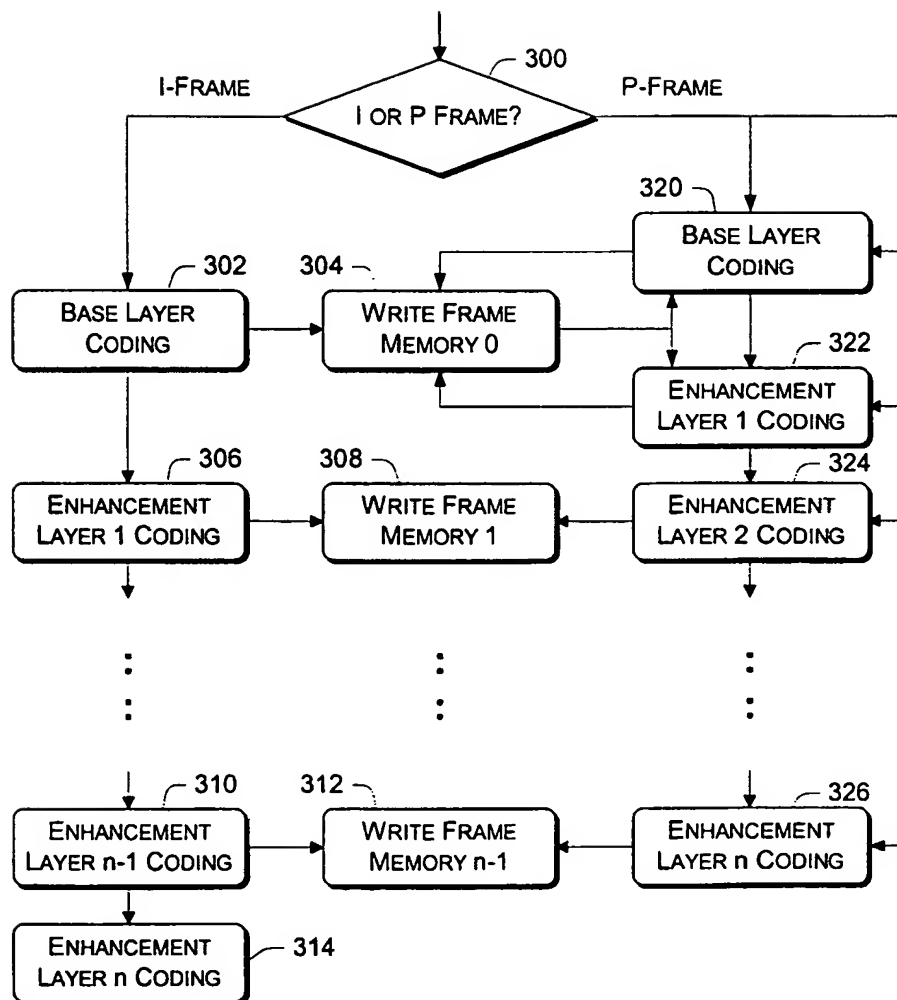 300
I-FRAME
P-FRAME
I OR P FRAME?
320
BASE LAYER
CODING
302
304
BASE LAYER
CODING
WRITE FRAME
MEMORY 0
322
ENHANCEMENT
LAYER 1 CODING
306
308
324
ENHANCEMENT
LAYER 1 CODING
WRITE FRAME
MEMORY 1
ENHANCEMENT
LAYER 2 CODING
310
312
326
ENHANCEMENT
LAYER n-1 CODING
WRITE FRAME
MEMORY n-1
ENHANCEMENT
LAYER n CODING
ENHANCEMENT
LAYER n CODING
314